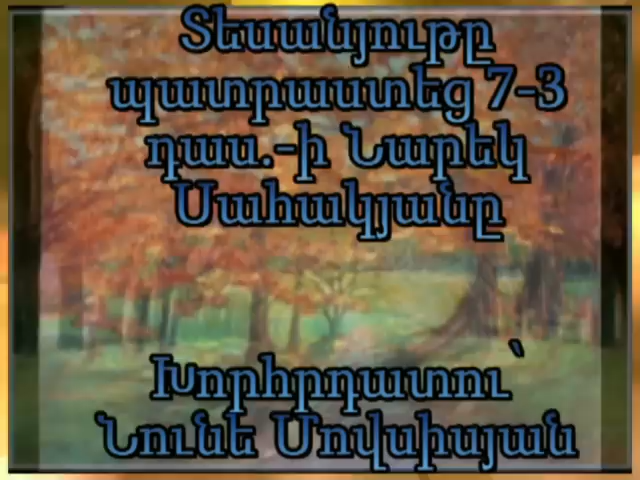 Տեսանյութը
պատրաստեց 7-3
դաս.-ի Նարեկ
Սահակյանը
Խորհրդատու՝
Նունե Մովսիսյան